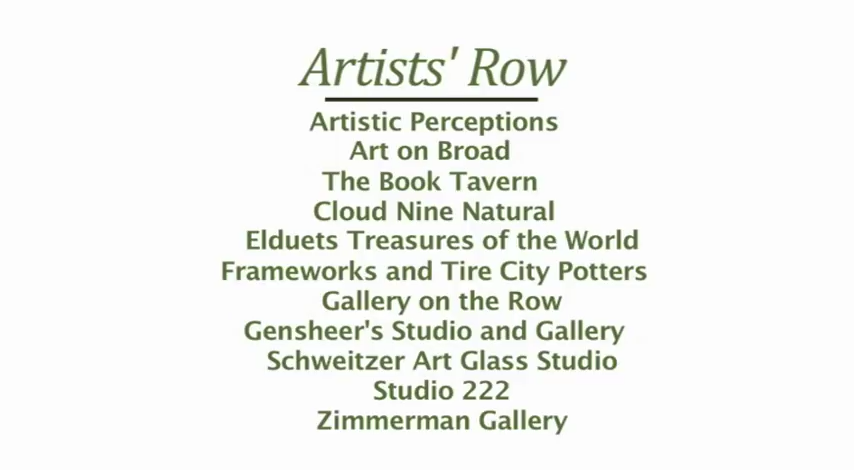 Artists' Row
Artistic Perceptions
Art on Broad
The Book Tavern
Cloud Nine Natural
Elduets Treasures of the World
Frameworks and Tire City Potters
Gallery on the Row
Gensheer's Studio and Gallery
Schweitzer Art Glass Studio
Studio 222
Zimmerman Gallery